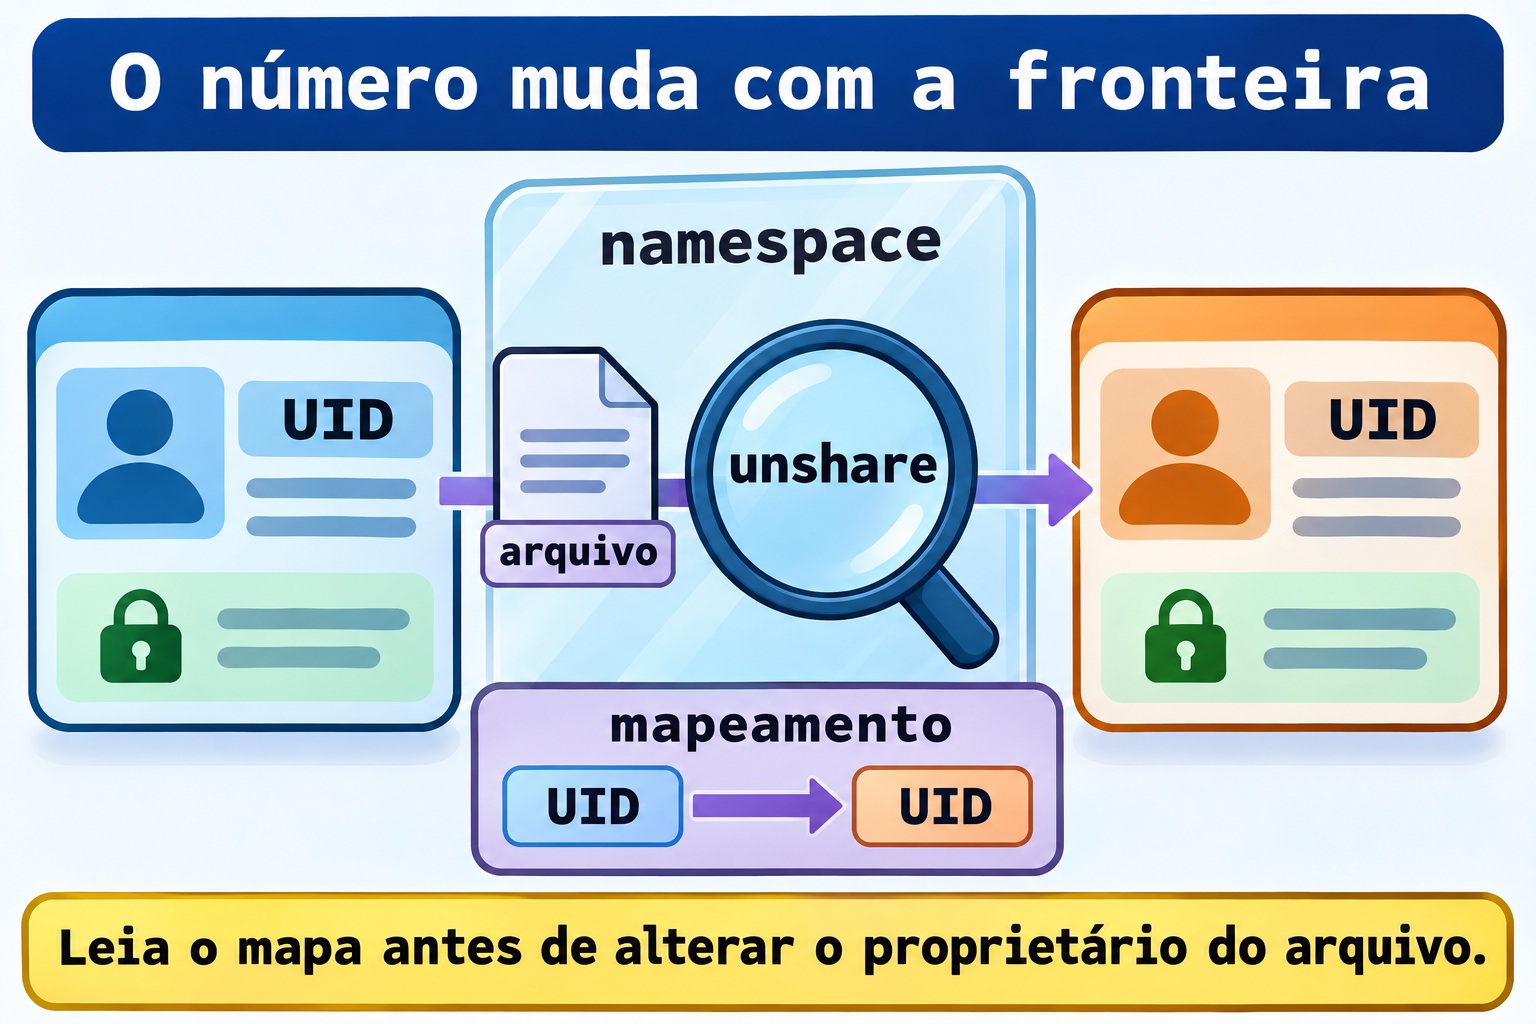 O número muda com a fronteira
namespace
UID
arquivo
unshare
UID
mapeamento
UID
UID
Leia o mapa antes de alterar o proprietário do arquivo.